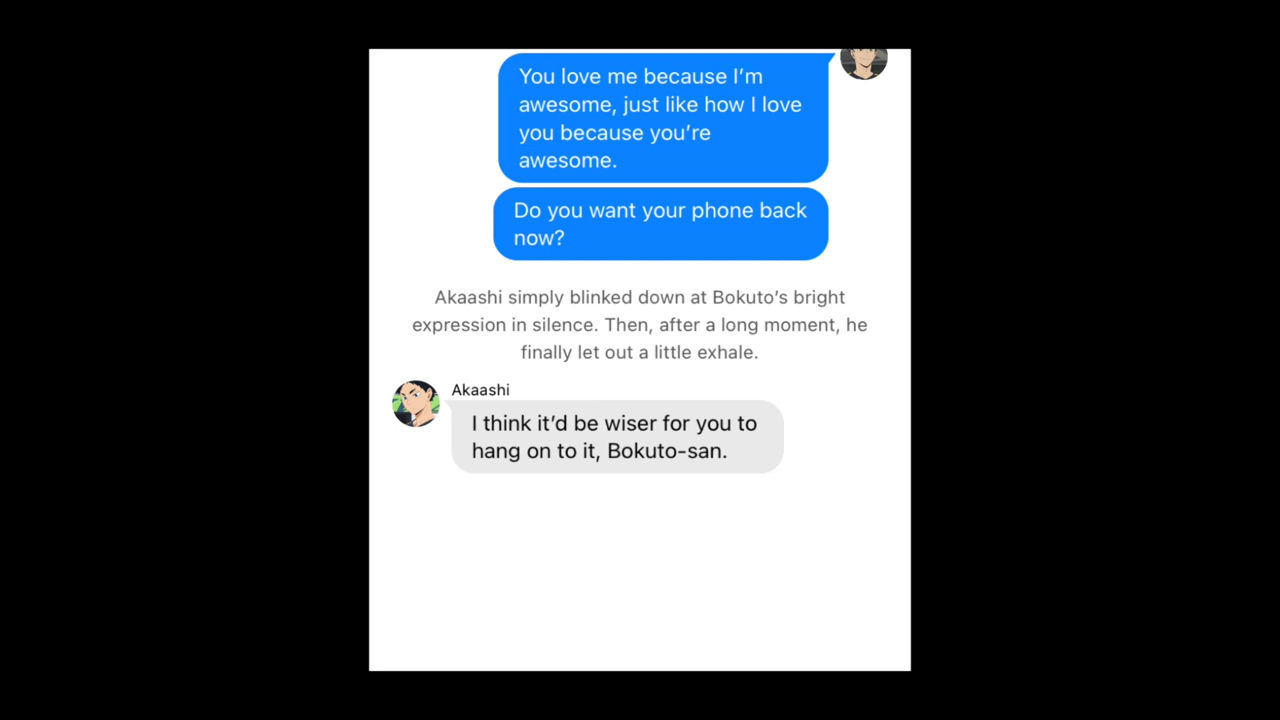 You love me because I’m
awesome, just like how I love
you because you’re
awesome.
Do you want your phone back
now?
Akaashi simply blinked down at Bokuto’s bright
expression in silence. Then, after a long moment, he
finally let out a little exhale.
Akaashi
I think it’d be wiser for you to
hang on to it, Bokuto-san.